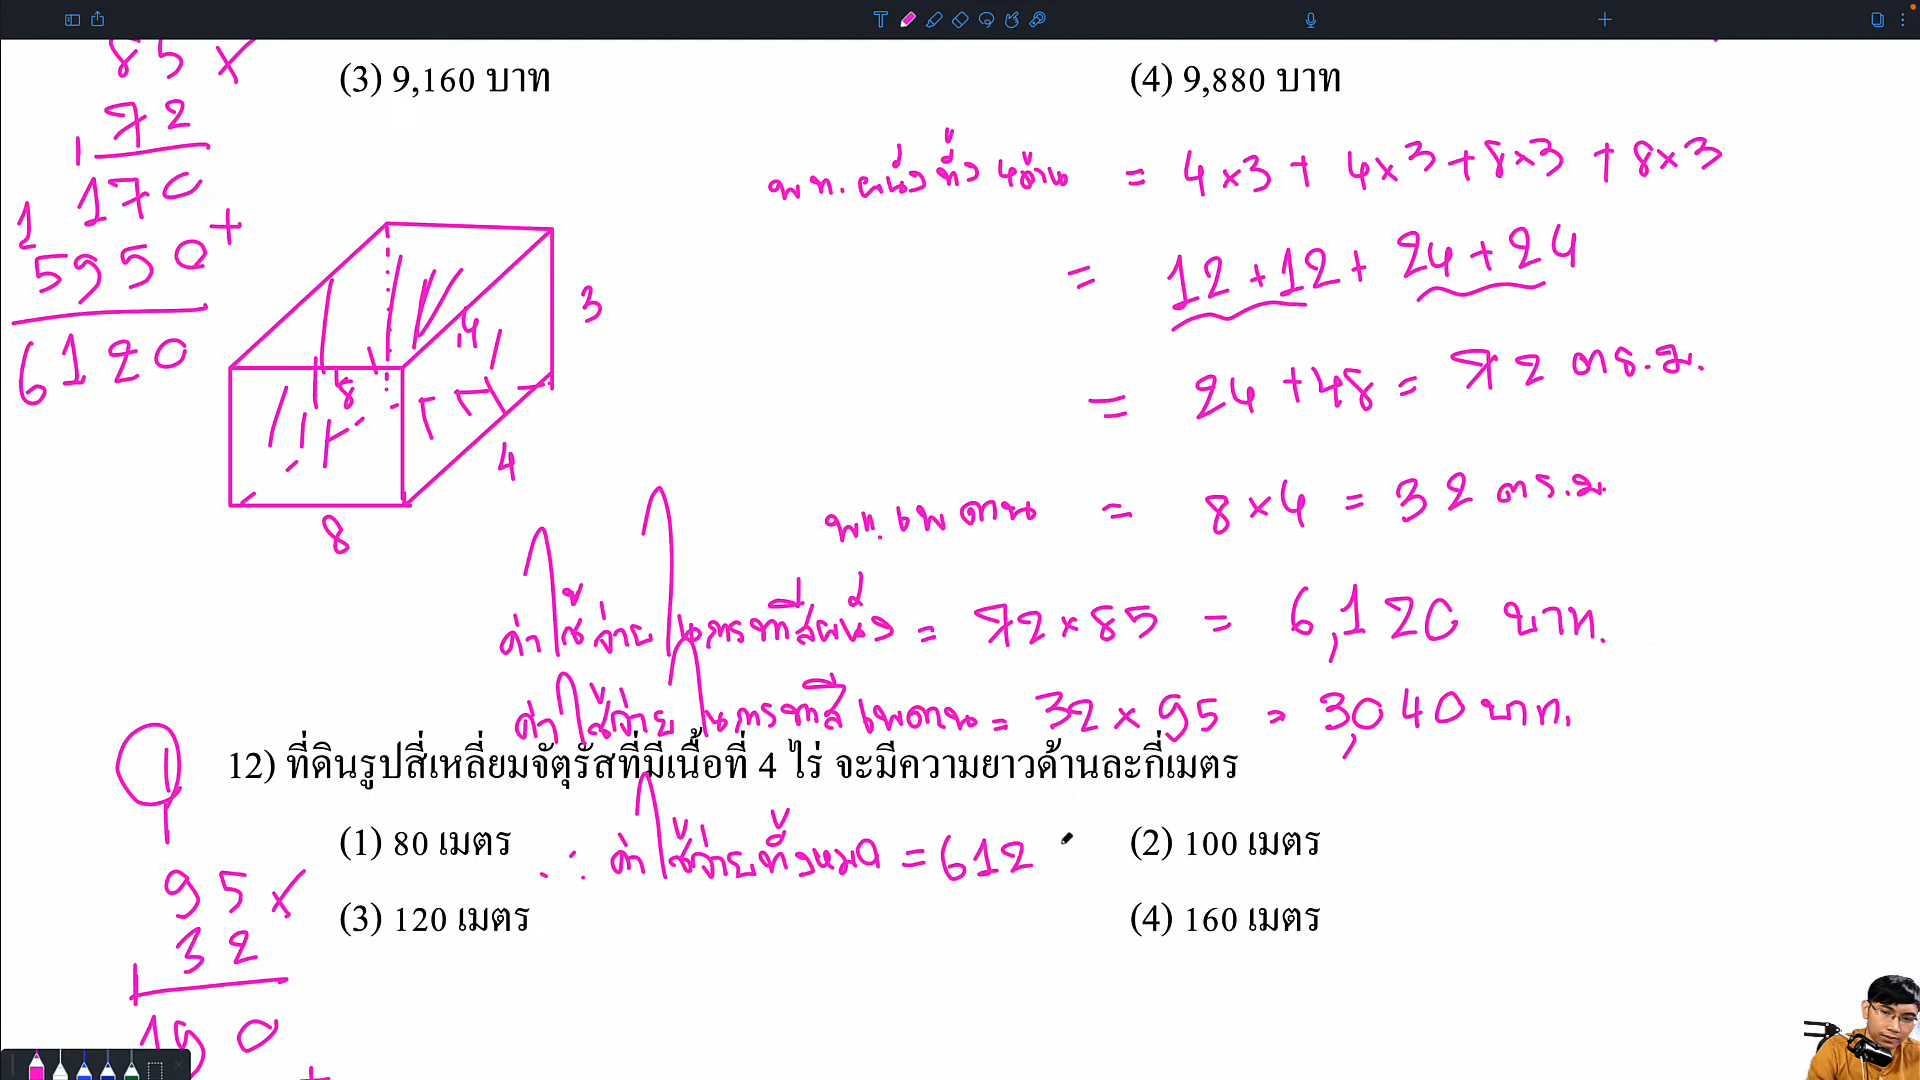 85 ×
72
1
170
1
5950 +
6120
(3) 9,160 บาท
(4) 9,880 บาท
พท.ผนังทั้ง 4ด้าน = 4×3 + 4×3 + 8×3 + 8×3
= 12+12+ 24+24
= 24 +48 = 72 ตร.ม.
3
4
8
4
8
พท.เพดาน = 8×4 = 32 ตร.ม.
ค่าใช้จ่ายในการทาสีผนัง = 72×85 = 6,120 บาท.
ค่าใช้จ่ายในการทาสีเพดาน = 32×95 = 3,040 บาท.
12) ที่ดินรูปสี่เหลี่ยมจัตุรัสที่มีเนื้อที่ 4 ไร่ จะมีความยาวด้านละกี่เมตร
(1) 80 เมตร
∴ ค่าใช้จ่ายทั้งหมด = 612
(2) 100 เมตร
(3) 120 เมตร
(4) 160 เมตร
95 ×
32
1
190
+